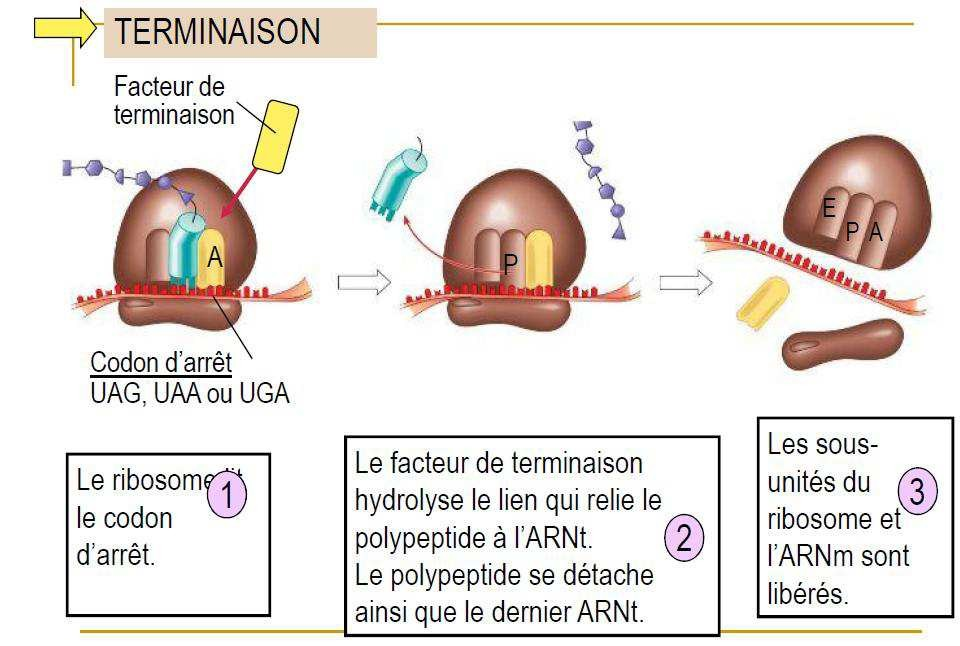 TERMINAISON
Facteur de
terminaison
A
P
E
P A
Codon d'arrêt
UAG, UAA ou UGA
Le ribosome lit
le codon
d'arrêt.
1
Le facteur de terminaison
hydrolyse le lien qui relie le
polypeptide à l'ARNt.
Le polypeptide se détache
ainsi que le dernier ARNt.
2
Les sous-
unités du
ribosome et
l'ARNm sont
libérés.
3